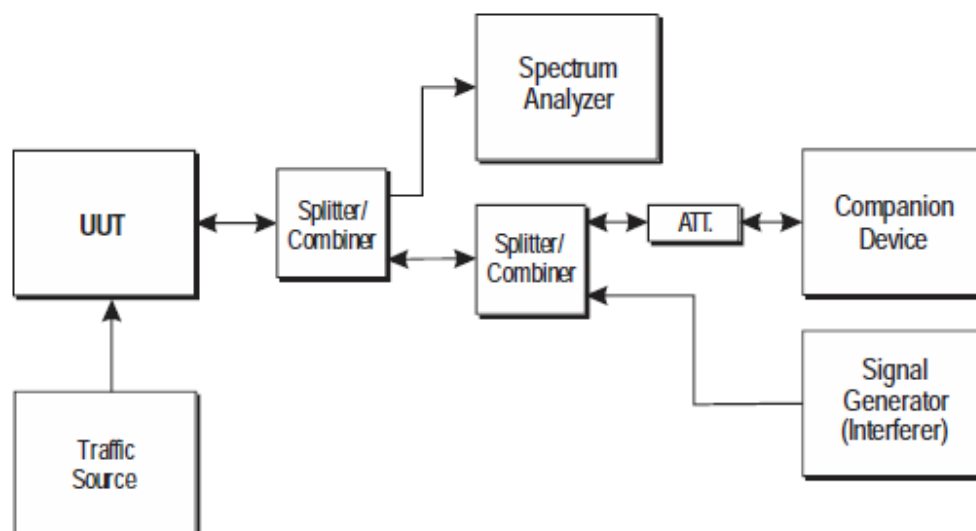 Spectrum
Analyzer
UUT
Splitter/
Combiner
Splitter/
Combiner
ATT.
Companion
Device
Signal
Generator
(Interferer)
Traffic
Source